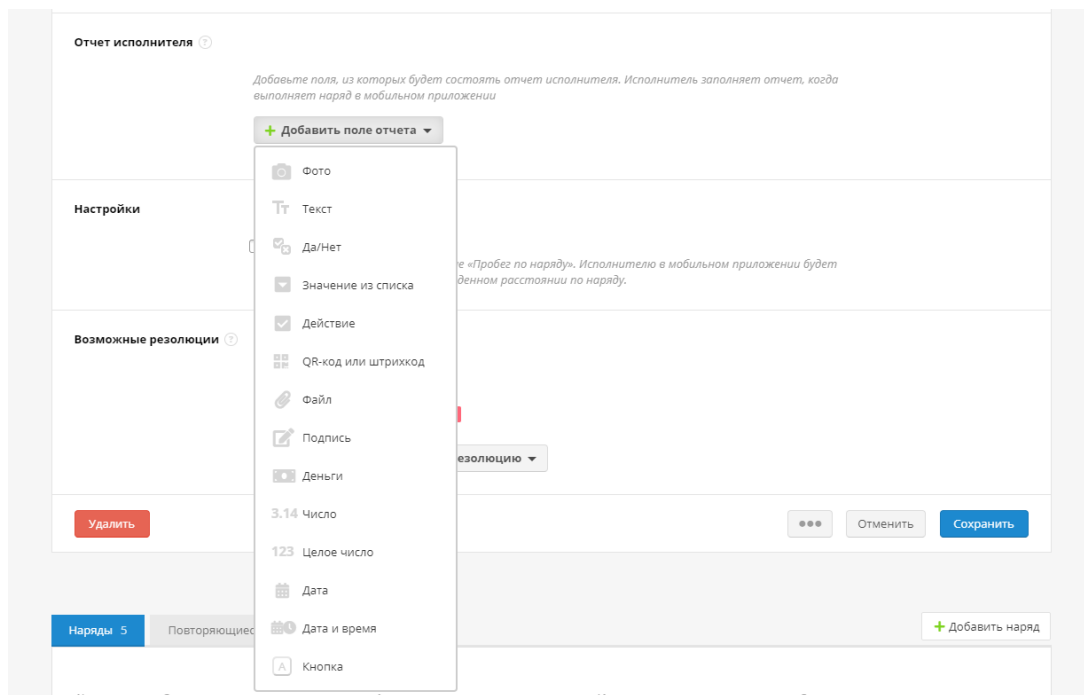 Отчет исполнителя ?
Добавьте поля, из которых будет состоять отчет исполнителя. Исполнитель заполняет отчет, когда
выполняет наряд в мобильном приложении
+ Добавить поле отчета
Фото
Настройки
Тт Текст
Да/Нет
«Пробег по наряду». Исполнителю в мобильном приложении будет
Значение из списка
денном расстоянии по наряду.
Действие
Возможные резолюции ?
QR-код или штрихкод
Файл
Подпись
езолюцию
Деньги
3.14 Число
Удалить
••• Отменить Сохранить
123 Целое число
Дата
Наряды 5 Повторяющиес
Дата и время
+ Добавить наряд
A Кнопка